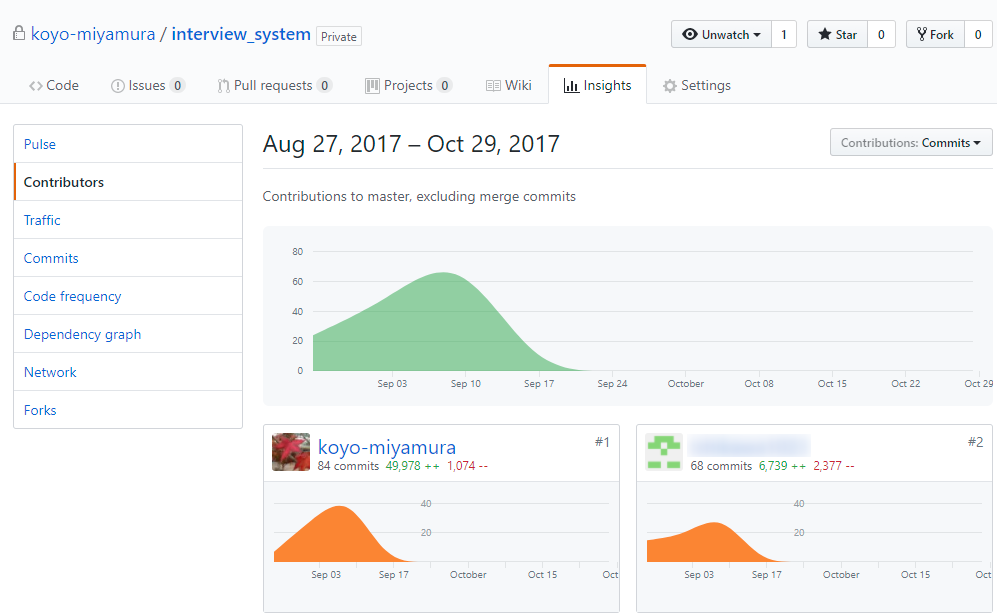 koyo-miyamura / interview_system Private
Unwatch 1 Star 0 Fork 0
Code Issues 0 Pull requests 0 Projects 0 Wiki Insights Settings
Pulse
Contributors
Traffic
Commits
Code frequency
Dependency graph
Network
Forks
Aug 27, 2017 – Oct 29, 2017
Contributions: Commits
Contributions to master, excluding merge commits
80
60
40
20
0
Sep 03 Sep 10 Sep 17 Sep 24 October Oct 08 Oct 15 Oct 22 Oct 29
koyo-miyamura #1
84 commits 49,978 ++ 1,074 --
40
20
Sep 03 Sep 17 October Oct 15 Oct
#2
68 commits 6,739 ++ 2,377 --
40
20
Sep 03 Sep 17 October Oct 15 Oct